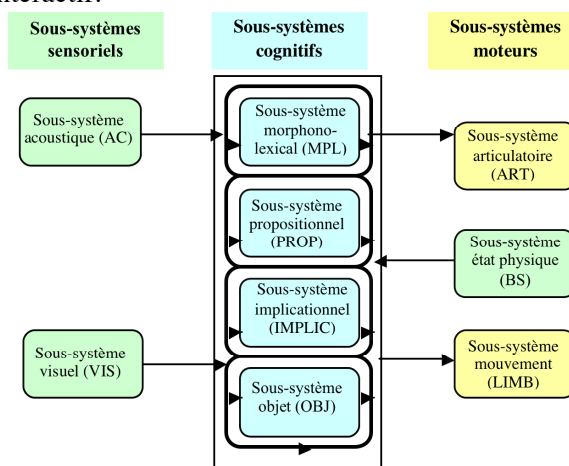 nteractif.
Sous-systèmes
sensoriels
Sous-systèmes
cognitifs
Sous-systèmes
moteurs
Sous-système
acoustique (AC)
Sous-système
morphono-
lexical (MPL)
Sous-système
articulatoire
(ART)
Sous-système
propositionnel
(PROP)
Sous-système
état physique
(BS)
Sous-système
implicationnel
(IMPLIC)
Sous-système
visuel (VIS)
Sous-système
mouvement
(LIMB)
Sous-système
objet (OBJ)